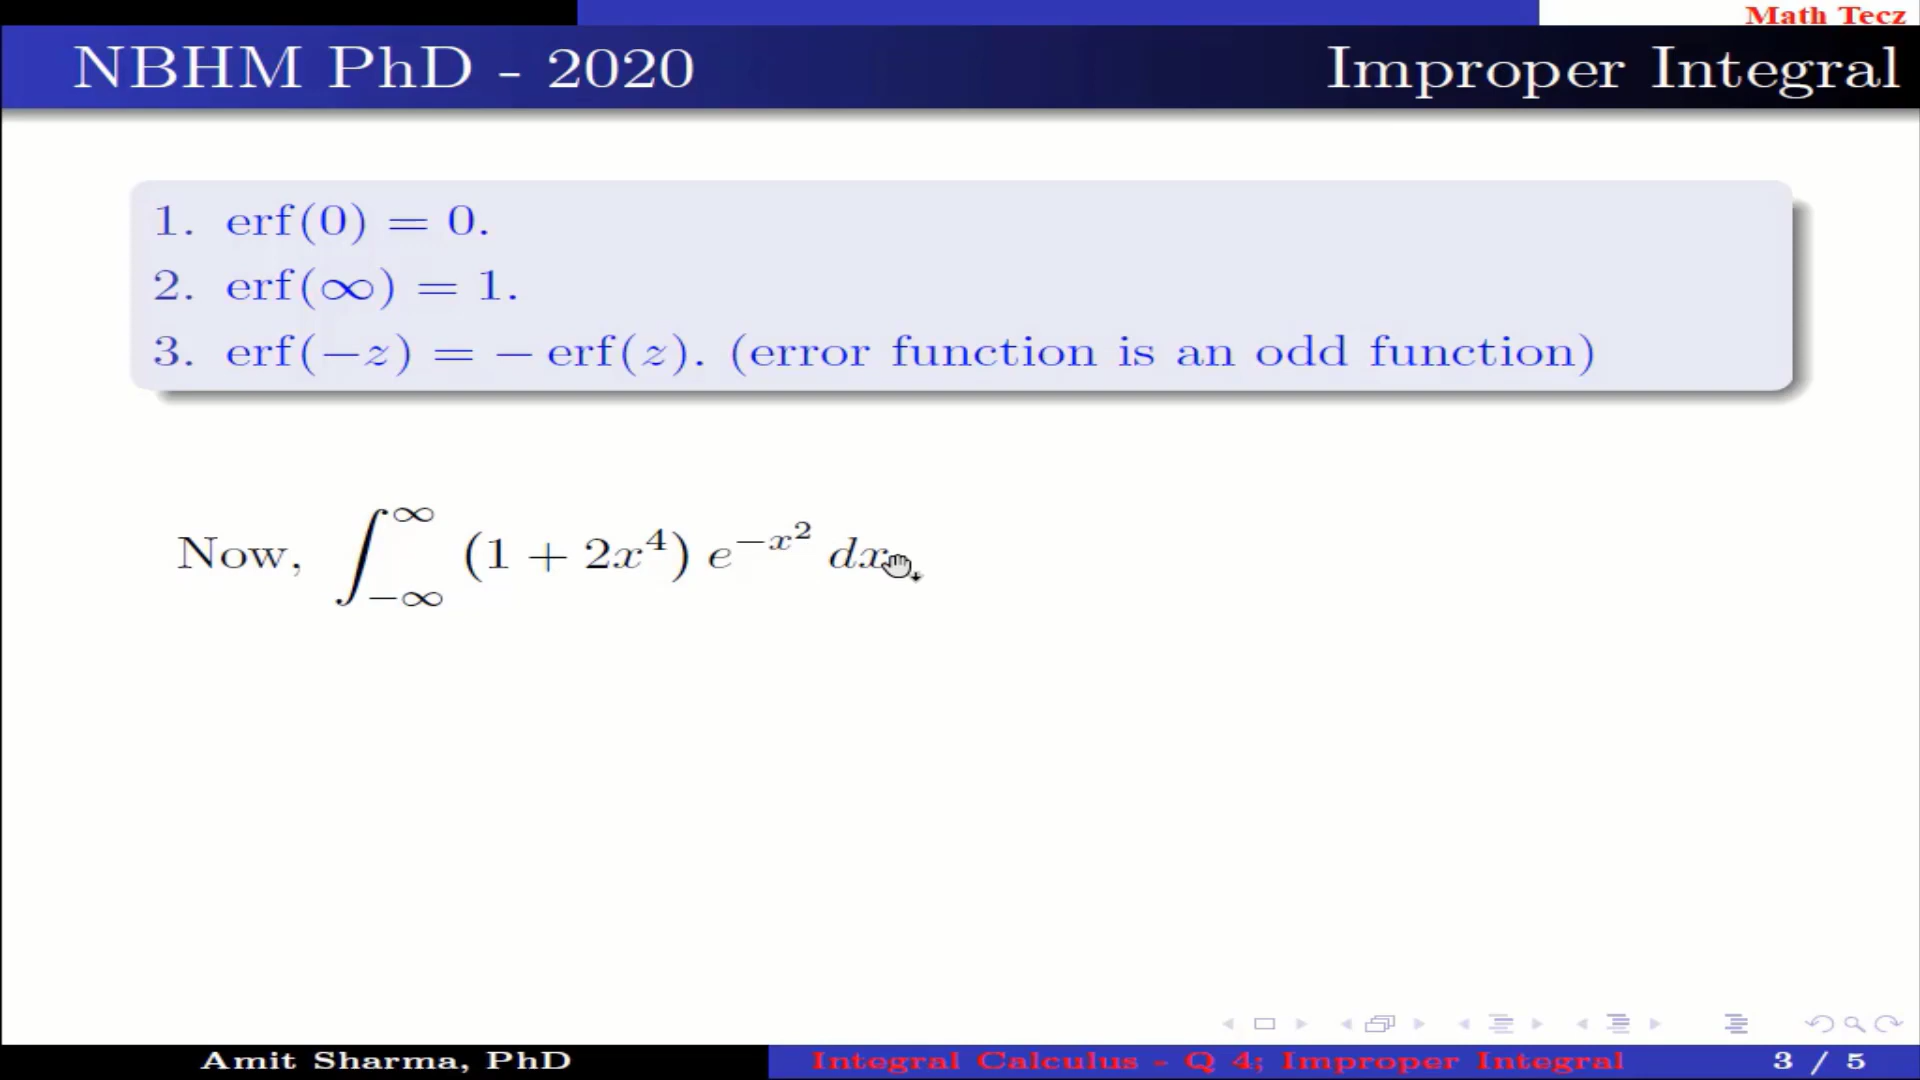 Math Tecz
NBHM PhD - 2020 Improper Integral
1. erf(0) = 0.
2. erf(∞) = 1.
3. erf(−z) = − erf(z). (error function is an odd function)
Now, ∫_{−∞}^{∞} (1 + 2x⁴) e^{−x²} dx
Amit Sharma, PhD Integral Calculus - Q 4; Improper Integral 3 / 5